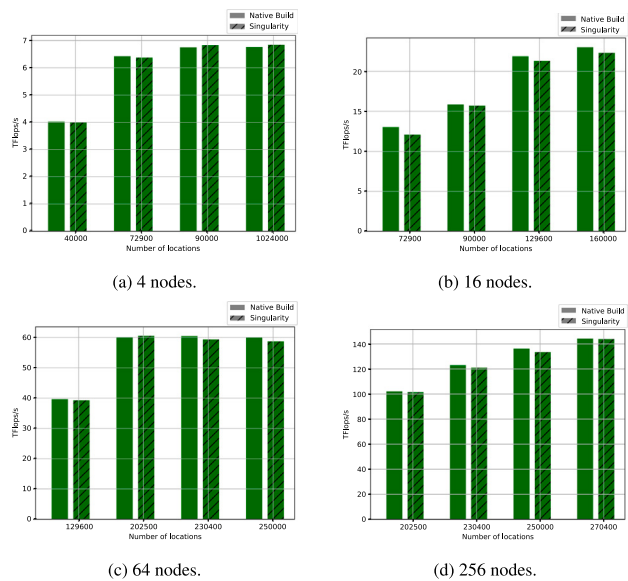 Native Build
Singularity
7
6
5
4
3
2
1
0
TFlops/s
40000 72900 90000 1024000
Number of locations
(a) 4 nodes.
Native Build
Singularity
20
15
10
5
0
TFlops/s
72900 90000 129600 160000
Number of locations
(b) 16 nodes.
Native Build
Singularity
60
50
40
30
20
10
0
TFlops/s
129600 202500 230400 250000
Number of locations
(c) 64 nodes.
Native Build
Singularity
140
120
100
80
60
40
20
0
TFlops/s
202500 230400 250000 270400
Number of locations
(d) 256 nodes.